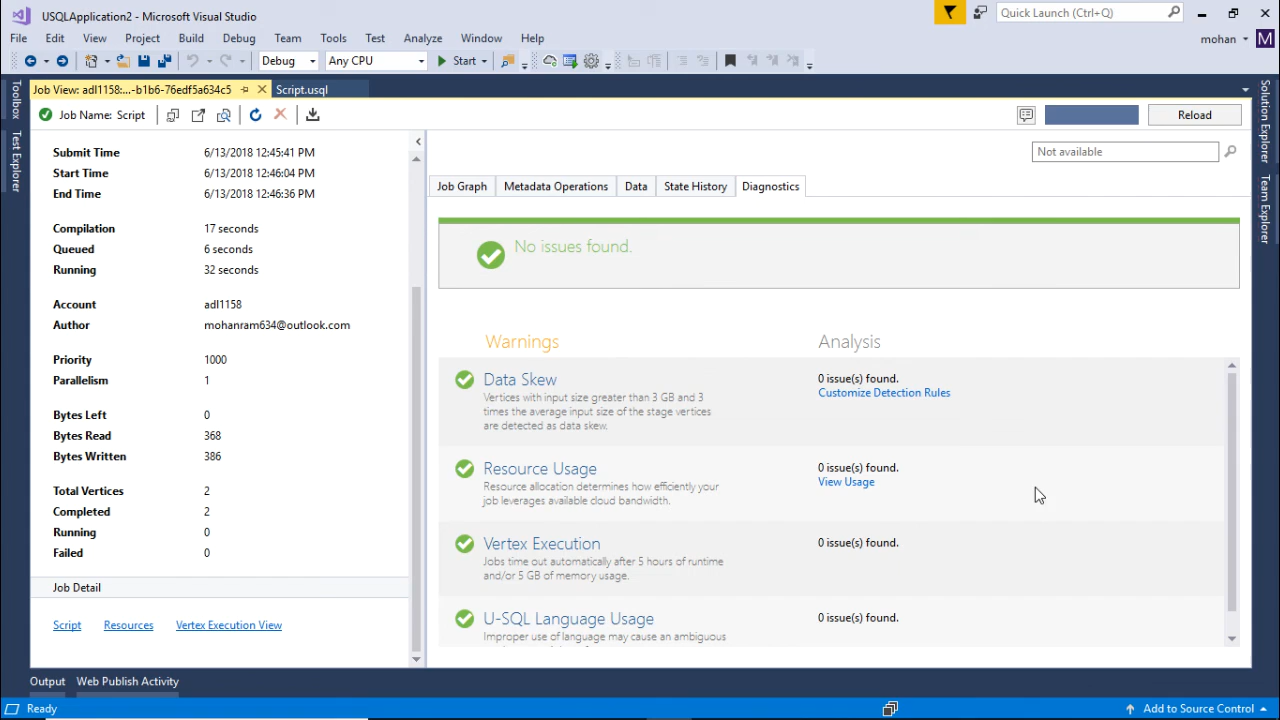 USQLApplication2 - Microsoft Visual Studio
Quick Launch (Ctrl+Q)
File Edit View Project Build Debug Team Tools Test Analyze Window Help
mohan M
Debug Any CPU Start
Job View: adl1158:...-b1b6-76edf5a634c5 Script.usql
Toolbox
Test Explorer
Solution Explorer
Team Explorer
Job Name: Script
Reload
Submit Time 6/13/2018 12:45:41 PM
Start Time 6/13/2018 12:46:04 PM
End Time 6/13/2018 12:46:36 PM
Compilation 17 seconds
Queued 6 seconds
Running 32 seconds
Account adl1158
Author mohanram634@outlook.com
Priority 1000
Parallelism 1
Bytes Left 0
Bytes Read 368
Bytes Written 386
Total Vertices 2
Completed 2
Running 0
Failed 0
Job Detail
Script Resources Vertex Execution View
Not available
Job Graph Metadata Operations Data State History Diagnostics
No issues found.
Warnings Analysis
Data Skew
Vertices with input size greater than 3 GB and 3
times the average input size of the stage vertices
are detected as data skew.
0 issue(s) found.
Customize Detection Rules
Resource Usage
Resource allocation determines how efficiently your
job leverages available cloud bandwidth.
0 issue(s) found.
View Usage
Vertex Execution
Jobs time out automatically after 5 hours of runtime
and/or 5 GB of memory usage.
0 issue(s) found.
U-SQL Language Usage
Improper use of language may cause an ambiguous
0 issue(s) found.
Output Web Publish Activity
Ready
Add to Source Control